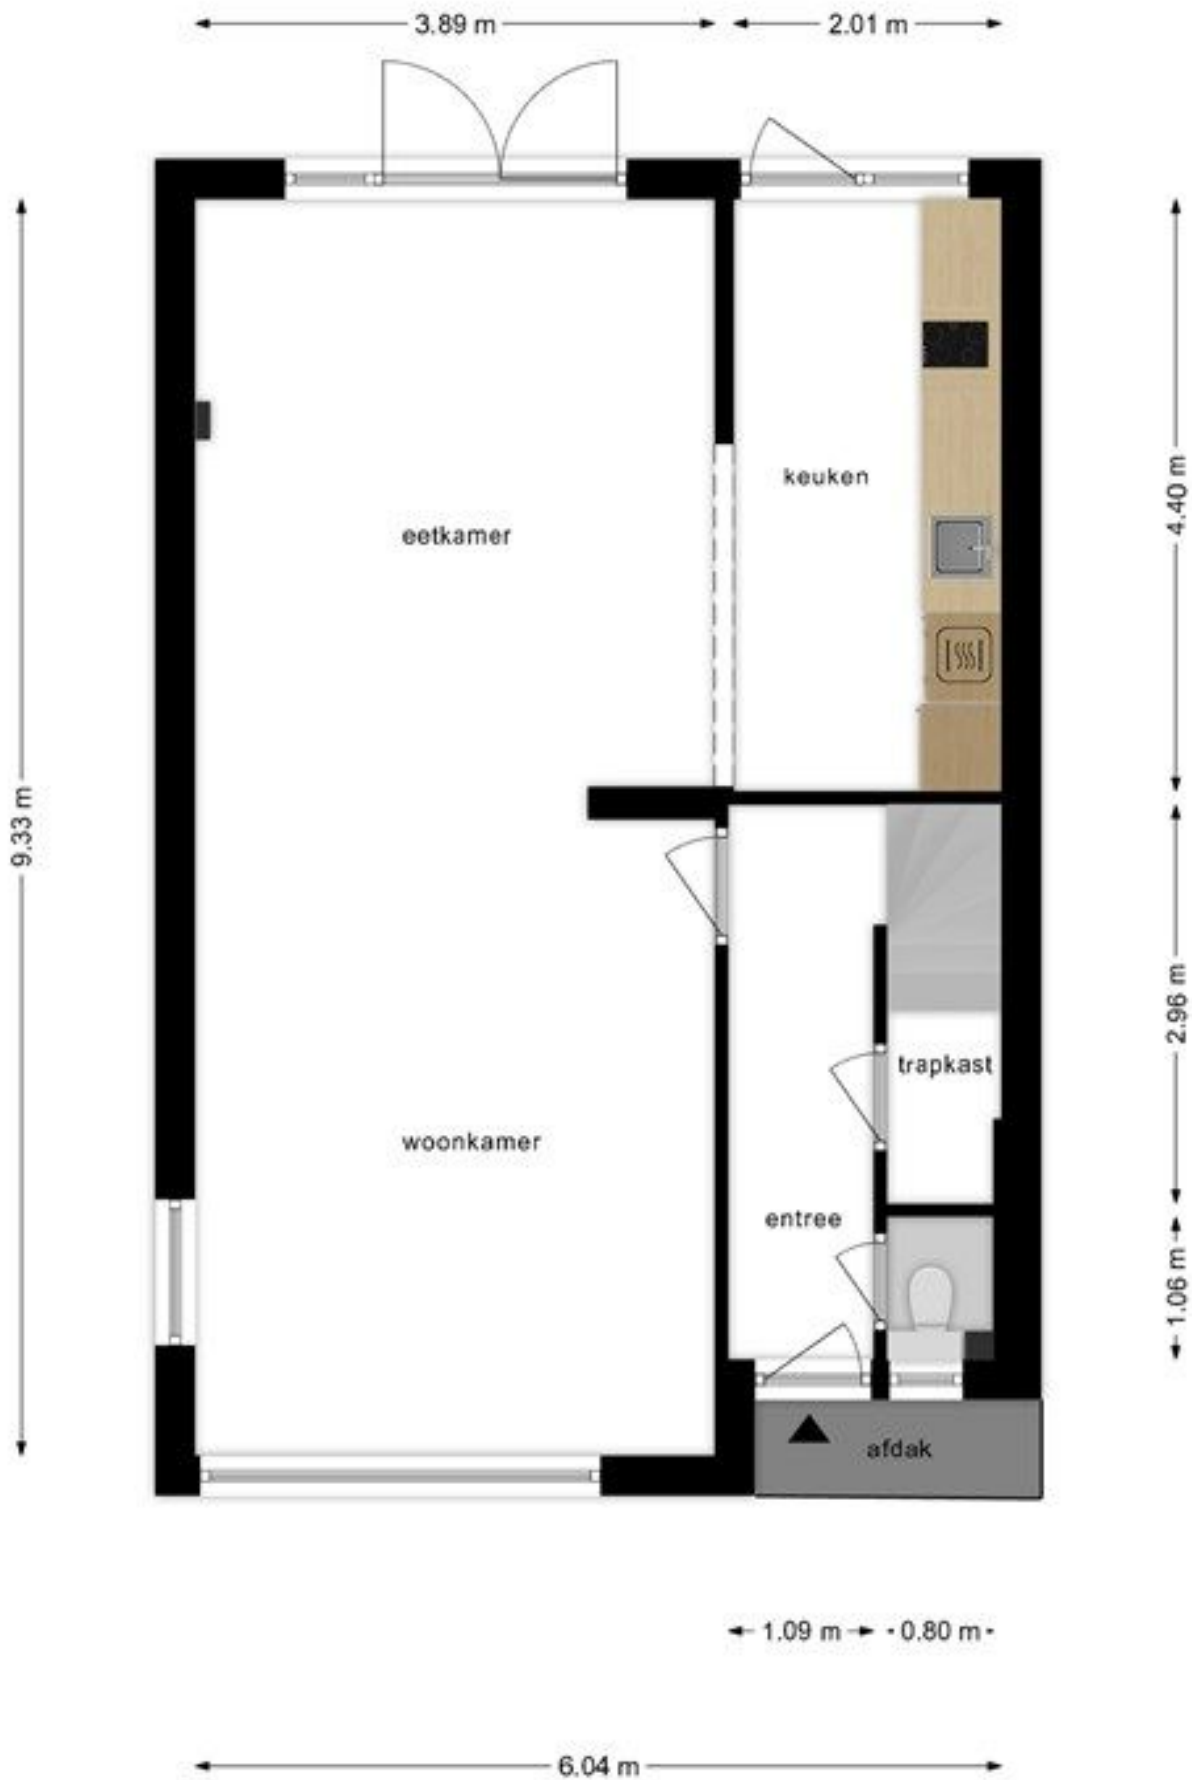 3.89 m
2.01 m
keuken
eetkamer
4.40 m
9.33 m
2.96 m
trapkast
woonkamer
entree
1.06 m
afdak
1.09 m
0.80 m
6.04 m